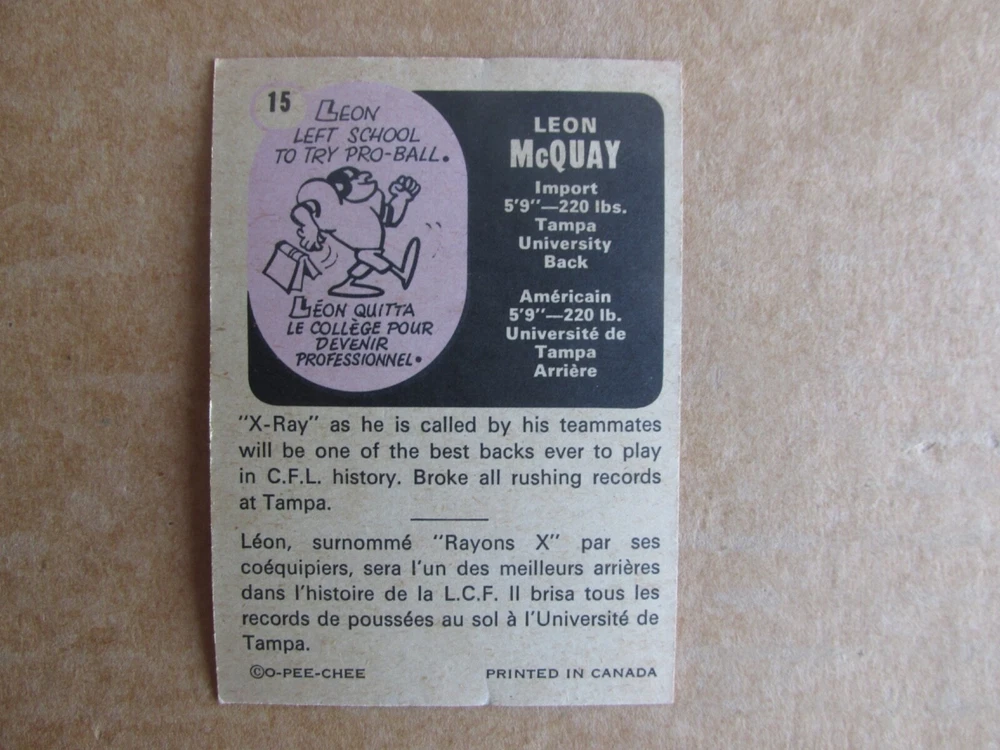 15
LEON
LEFT SCHOOL
TO TRY PRO-BALL.
LÉON QUITTA
LE COLLÈGE POUR
DEVENIR
PROFESSIONNEL.
LEON
McQUAY
Import
5'9"—220 lbs.
Tampa
University
Back
Américain
5'9"—220 lb.
Université de
Tampa
Arrière
"X-Ray" as he is called by his teammates
will be one of the best backs ever to play
in C.F.L. history. Broke all rushing records
at Tampa.
Léon, surnommé "Rayons X" par ses
coéquipiers, sera l'un des meilleurs arrières
dans l'histoire de la L.C.F. Il brisa tous les
records de poussées au sol à l'Université de
Tampa.
©O-PEE-CHEE PRINTED IN CANADA